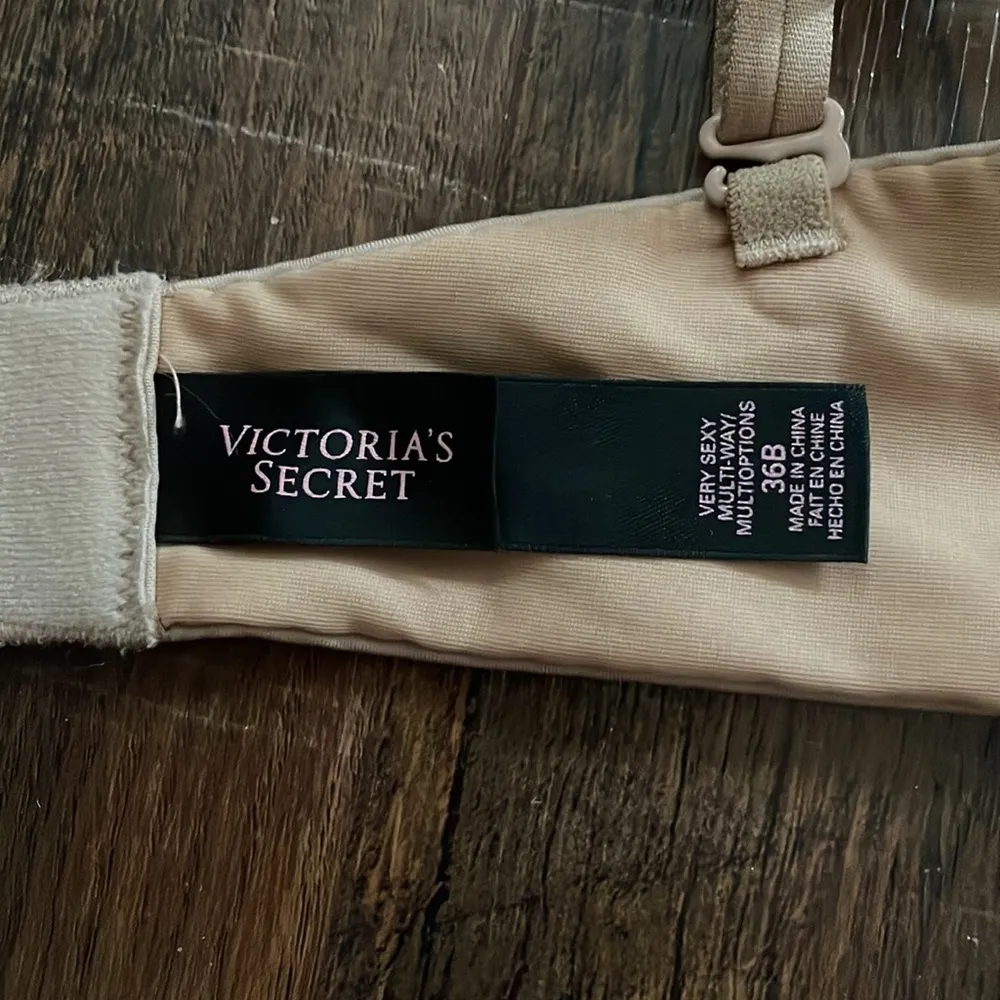 VICTORIA'S
SECRET
VERY SEXY
MULTI-WAY/
MULTIOPTIONS
36B
MADE IN CHINA
FAIT EN CHINE
HECHO EN CHINA